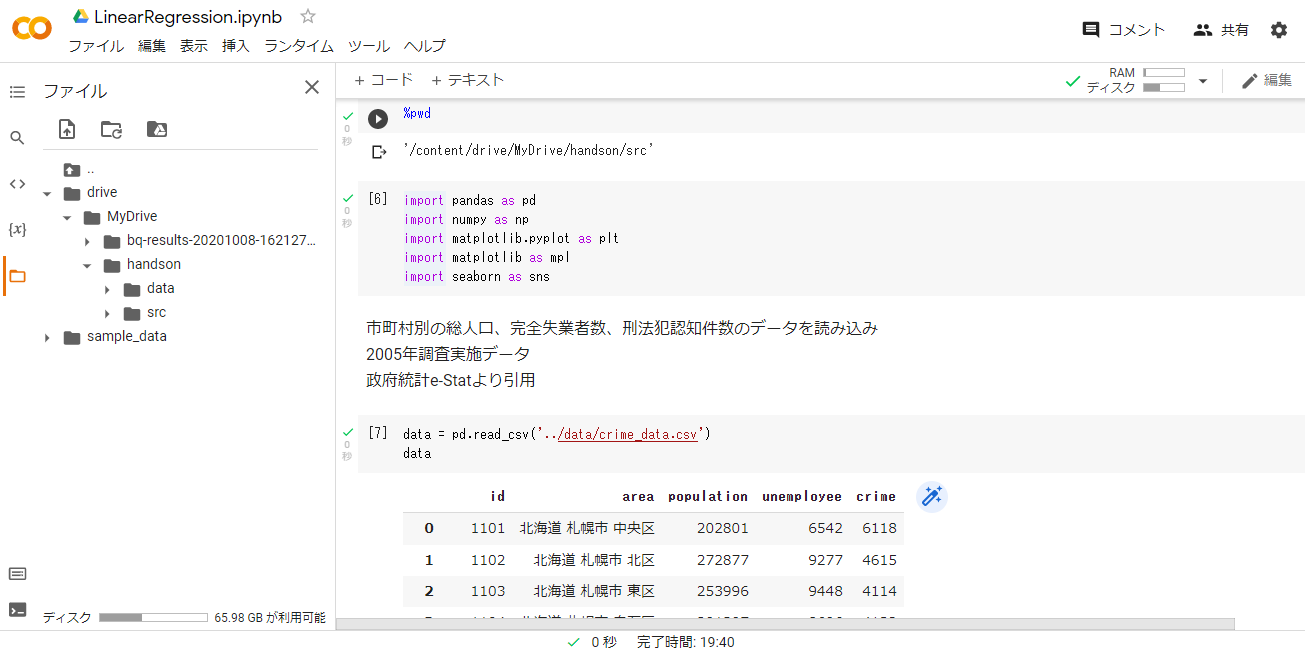 LinearRegression.ipynb
ファイル 編集 表示 挿入 ランタイム ツール ヘルプ
コメント 共有
ファイル
..
drive
MyDrive
bq-results-20201008-162127...
handson
data
src
sample_data
ディスク 65.98 GB が利用可能
+ コード + テキスト
RAM
ディスク
編集
0
秒
%pwd
'/content/drive/MyDrive/handson/src'
0
秒
[6]
import pandas as pd
import numpy as np
import matplotlib.pyplot as plt
import matplotlib as mpl
import seaborn as sns
市町村別の総人口、完全失業者数、刑法犯認知件数のデータを読み込み
2005年調査実施データ
政府統計e-Statより引用
0
秒
[7]
data = pd.read_csv('../data/crime_data.csv')
data
id area population unemployee crime
0 1101 北海道 札幌市 中央区 202801 6542 6118
1 1102 北海道 札幌市 北区 272877 9277 4615
2 1103 北海道 札幌市 東区 253996 9448 4114
0 秒 完了時間: 19:40